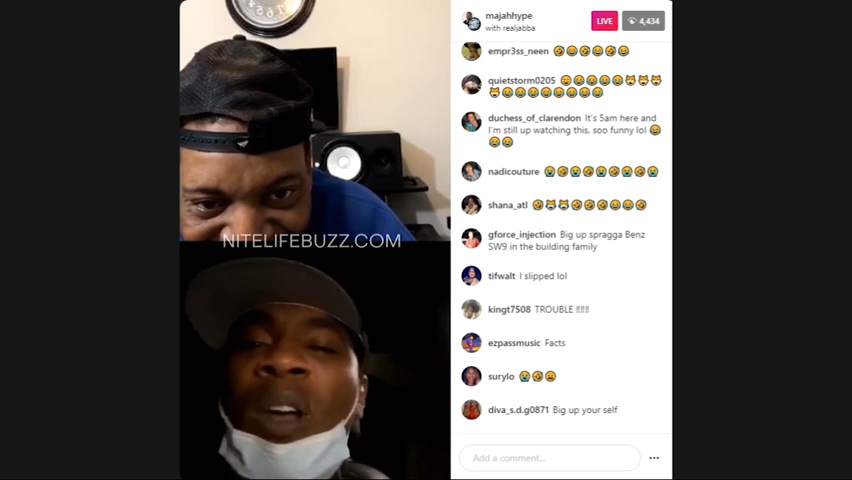 majahhype
with realjabba
LIVE
4,434
empr3ss_neen 🤣😂🤣😂🤣😂
duchess_of_clarendon It's 5am here and
I'm still up watching this, soo funny lol 😂
😂😂
quietstorm0205
nadicouture 😭🤣😭🤣😭🤣😭🤣😭
shana_atl
gforce_injection Big up spragga Benz
SW9 in the building family
tifwalt I slipped lol
kingt7508 TROUBLE !!!!!
ezpassmusic Facts
surylo 😭🤣😩
diva_s.d.g0871 Big up your self
Add a comment...
NITELIFEBUZZ.COM